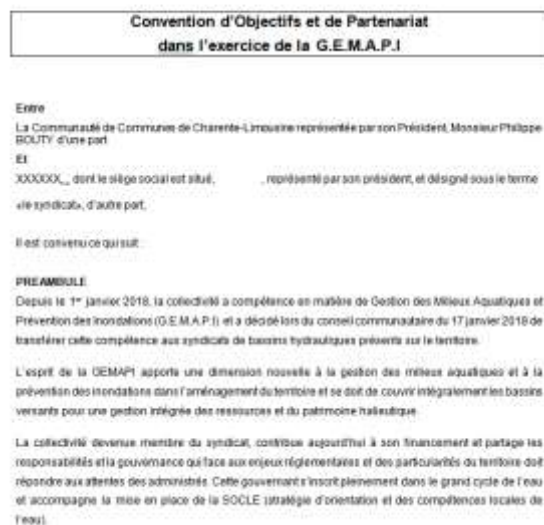 Convention d'Objectifs et de Partenariat
dans l'exercice de la G.E.M.A.P.I
Entre
La Communauté de Communes de Charente-Limousine représentée par son Président, Monsieur Philippe
BOUTY d'une part
Et
XXXXXX,_ dont le siège social est situé, , représenté par son président, et désigné sous le terme
«le syndicat», d'autre part,
Il est convenu ce qui suit :
PREAMBULE
Depuis le 1er janvier 2018, la collectivité a compétence en matière de Gestion des Milieux Aquatiques et
Prévention des Inondations (G.E.M.A.P.I) et a décidé lors du conseil communautaire du 17 janvier 2018 de
transférer cette compétence aux syndicats de bassins hydrauliques présents sur le territoire.
L'esprit de la GEMAPI apporte une dimension nouvelle à la gestion des milieux aquatiques et à la
prévention des inondations dans l'aménagement du territoire et se doit de couvrir intégralement les bassins
versants pour une gestion intégrée des ressources et du patrimoine halieutique.
La collectivité devenue membre du syndicat, contribue aujourd'hui à son financement et partage les
responsabilités et la gouvernance qui face aux enjeux réglementaires et des particularités du territoire doit
répondre aux attentes des administrés. Cette gouvernant s'inscrit pleinement dans le grand cycle de l'eau
et accompagne la mise en place de la SOCLE (stratégie d'orientation et des compétences locales de
l'eau).